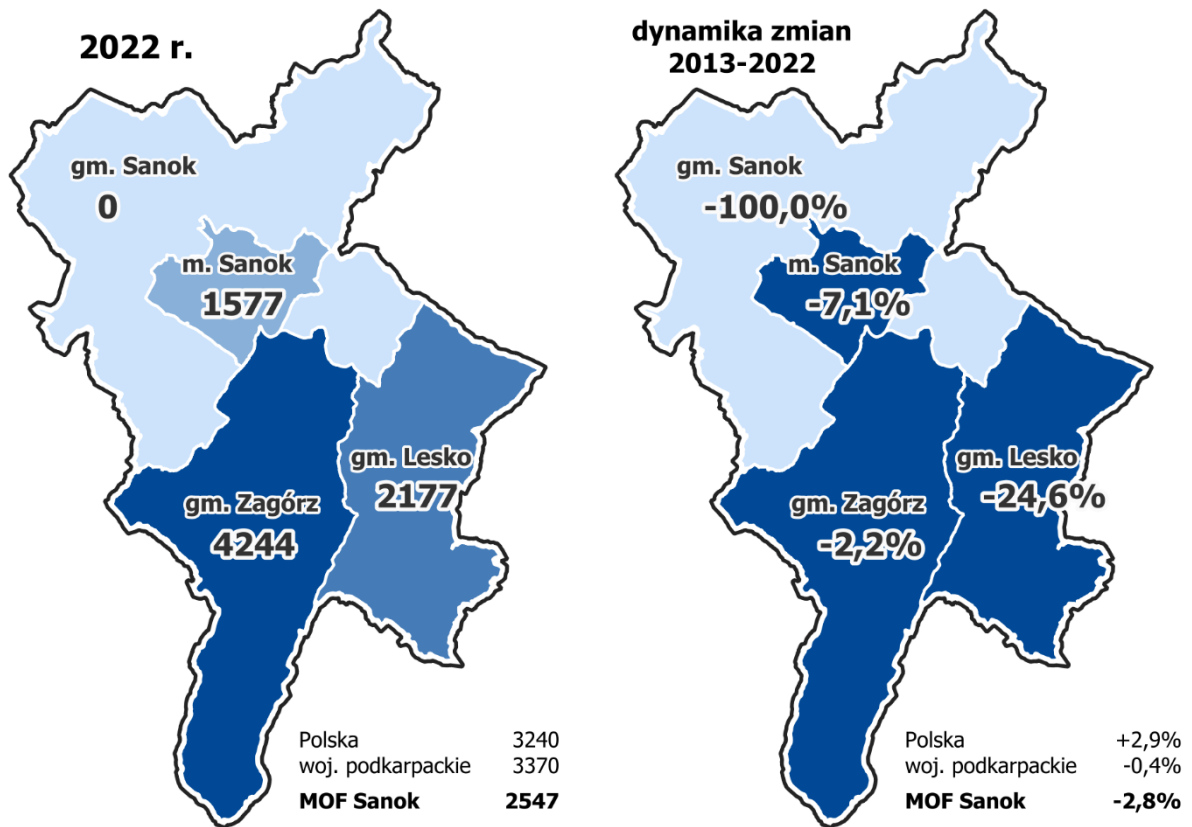 2022 r.
gm. Sanok
0
m. Sanok
1577
gm. Lesko
2177
gm. Zagórz
4244
Polska 3240
woj. podkarpackie 3370
MOF Sanok 2547
dynamika zmian
2013-2022
gm. Sanok
-100,0%
m. Sanok
-7,1%
gm. Lesko
-24,6%
gm. Zagórz
-2,2%
Polska +2,9%
woj. podkarpackie -0,4%
MOF Sanok -2,8%